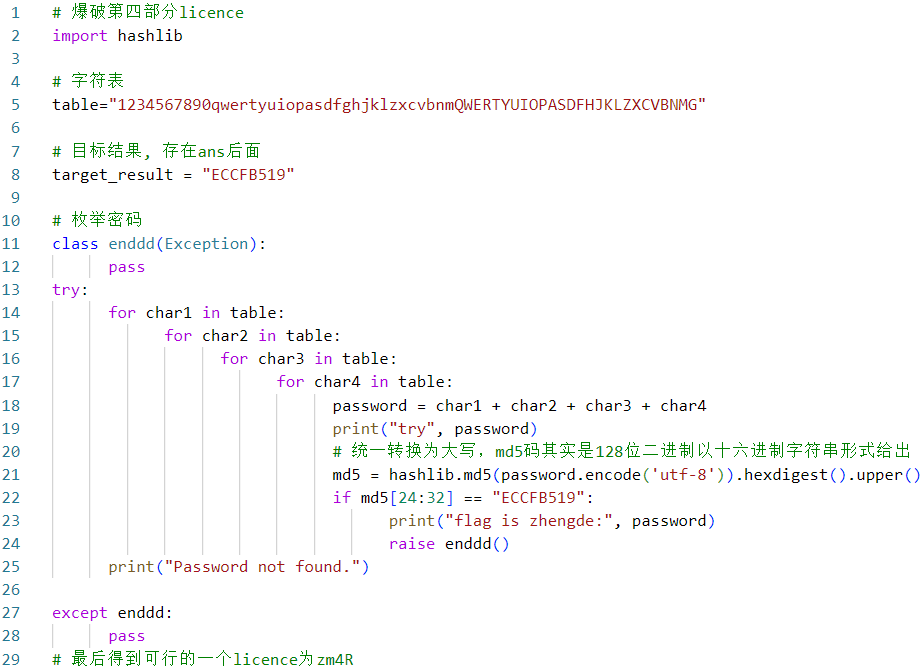 1 # 爆破第四部分licence
2 import hashlib
3
4 # 字符表
5 table="1234567890qwertyuiopasdfghjklzxcvbnmQWERTYUIOPASDFHJKLZXCVBNMG"
6
7 # 目标结果, 存在ans后面
8 target_result = "ECCFB519"
9
10 # 枚举密码
11 class enddd(Exception):
12 pass
13 try:
14 for char1 in table:
15 for char2 in table:
16 for char3 in table:
17 for char4 in table:
18 password = char1 + char2 + char3 + char4
19 print("try", password)
20 # 统一转换为大写，md5码其实是128位二进制以十六进制字符串形式给出
21 md5 = hashlib.md5(password.encode('utf-8')).hexdigest().upper()
22 if md5[24:32] == "ECCFB519":
23 print("flag is zhengde:", password)
24 raise enddd()
25 print("Password not found.")
26
27 except enddd:
28 pass
29 # 最后得到可行的一个licence为zm4R